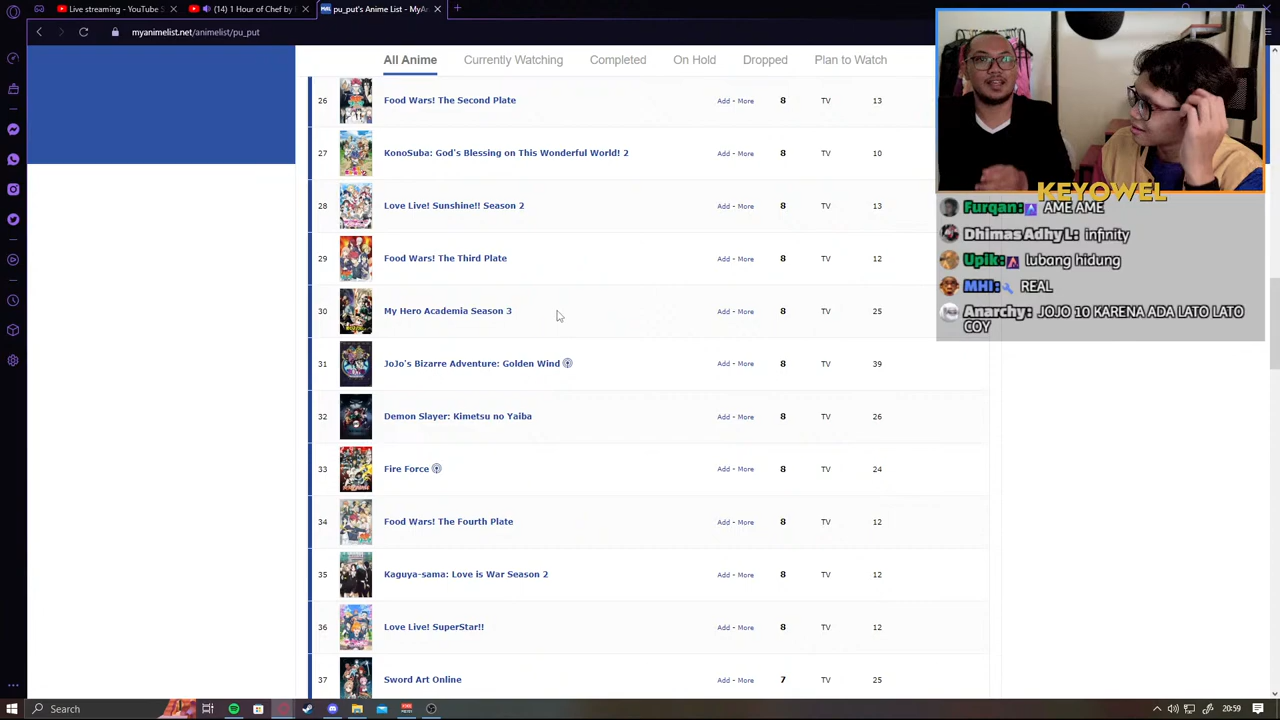 Live streaming - YouTube S
(14) 1 Hour of Chef by
pu_put's Anime List - MyAn
myanimelist.net/animelist/pu_put
All Anime
Currently Watching
Completed
On Hold
Dropped
Plan to Watch
26 Food Wars! The Second Plate Add - More 8 TV 13
27 KonoSuba: God's Blessing on This Wonderful World! 2 Add - More 8 TV 10
28 Love Live! Sunshine!! Season 2 Add - More 8 TV 13
29 Food Wars! The Third Plate Add - More 8 TV 12
30 My Hero Academia Season 3 Add - More 8 TV 25
31 JoJo's Bizarre Adventure: Golden Wind Add - More 8 TV 39
32 Demon Slayer: Kimetsu no Yaiba Add - More 8 TV 26
33 Fire Force Add - More 8 TV 24
34 Food Wars! The Fourth Plate Add - More 8 TV 12
35 Kaguya-sama: Love is War Season 2 Add - More 8 TV 12
36 Love Live! SuperStar!! Add - More 8 TV 12
37 Sword Art Online Add - More 7 TV 25
KEYOWEL
Furqan: AME AME
Dhimas Adhy L: infinity
Upik: lubang hidung
MHI: REAL
Anarchy: JOJO 10 KARENA ADA LATO LATO
COY
Search
20:59